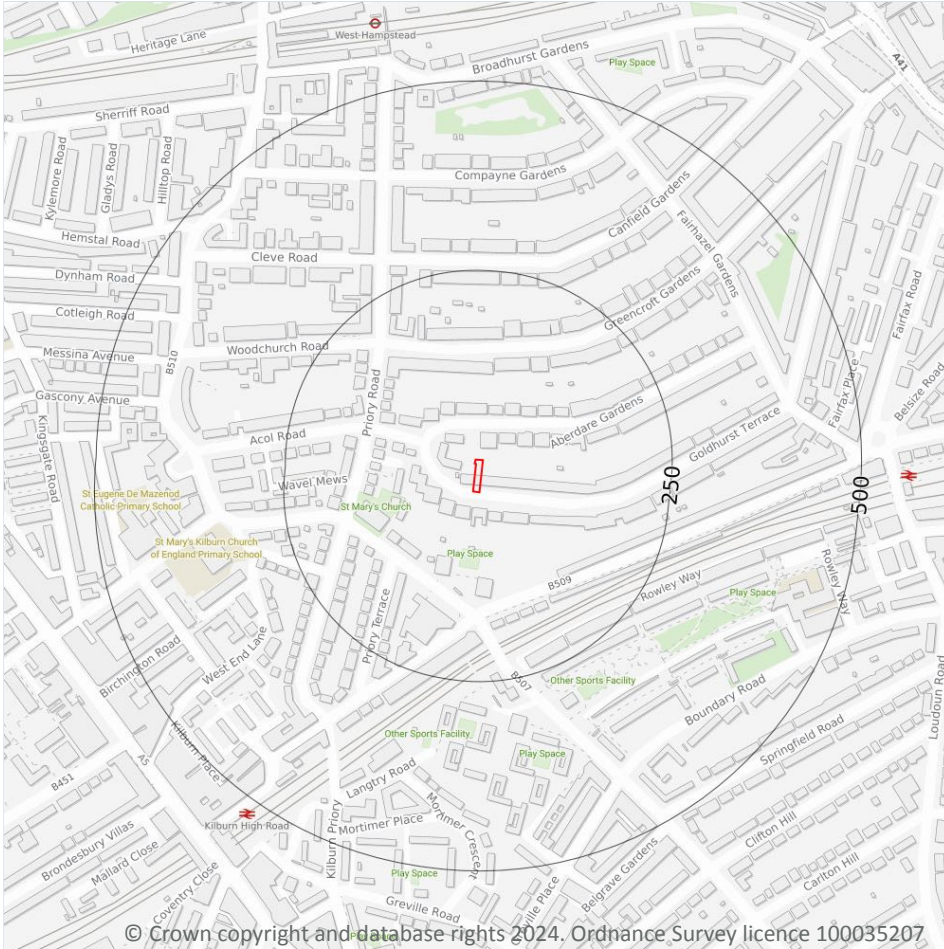 Heritage Lane
West Hampstead
Broadhurst Gardens
A41
Play Space
Sherriff Road
Kylemore Road
Gladys Road
Hilltop Road
Compayne Gardens
Canfield Gardens
Hemstal Road
Fairhazel Gardens
Cleve Road
Dynham Road
Greencroft Gardens
Fairfax Road
Cotleigh Road
Woodchurch Road
Messina Avenue
B510
Belsize Road
Fairfax Place
Gascony Avenue
Priory Road
Aberdare Gardens
Goldhurst Terrace
Kingsgate Road
Acol Road
Wavel Mews
250
500
St Eugene De Mazenod
Catholic Primary School
St Mary's Church
St Mary's Kilburn Church
of England Primary School
Play Space
B509
Rowley Way
Rowley Way
Play Space
Priory Terrace
Birchington Road
West End Lane
B507
Other Sports Facility
Boundary Road
Loudoun Road
Springfield Road
Kilburn Place
A5
Other Sports Facility
Play Space
Langtry Road
B451
Kilburn High Road
Mortimer Place
Mortimer Crescent
Kilburn Priory
Clifton Hill
Brondesbury Villas
Mallard Close
Carlton Hill
Belgrave Gardens
Play Space
Coventry Close
Greville Road
ville Place
© Crown copyright and database rights 2024. Ordnance Survey licence 100035207